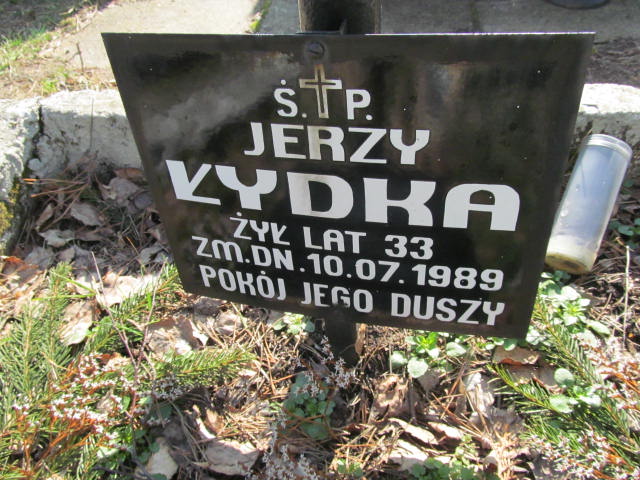 Ś. P.
JERZY
ŁYDKA
ŻYŁ LAT 33
ZM. DN. 10.07.1989
POKÓJ JEGO DUSZY